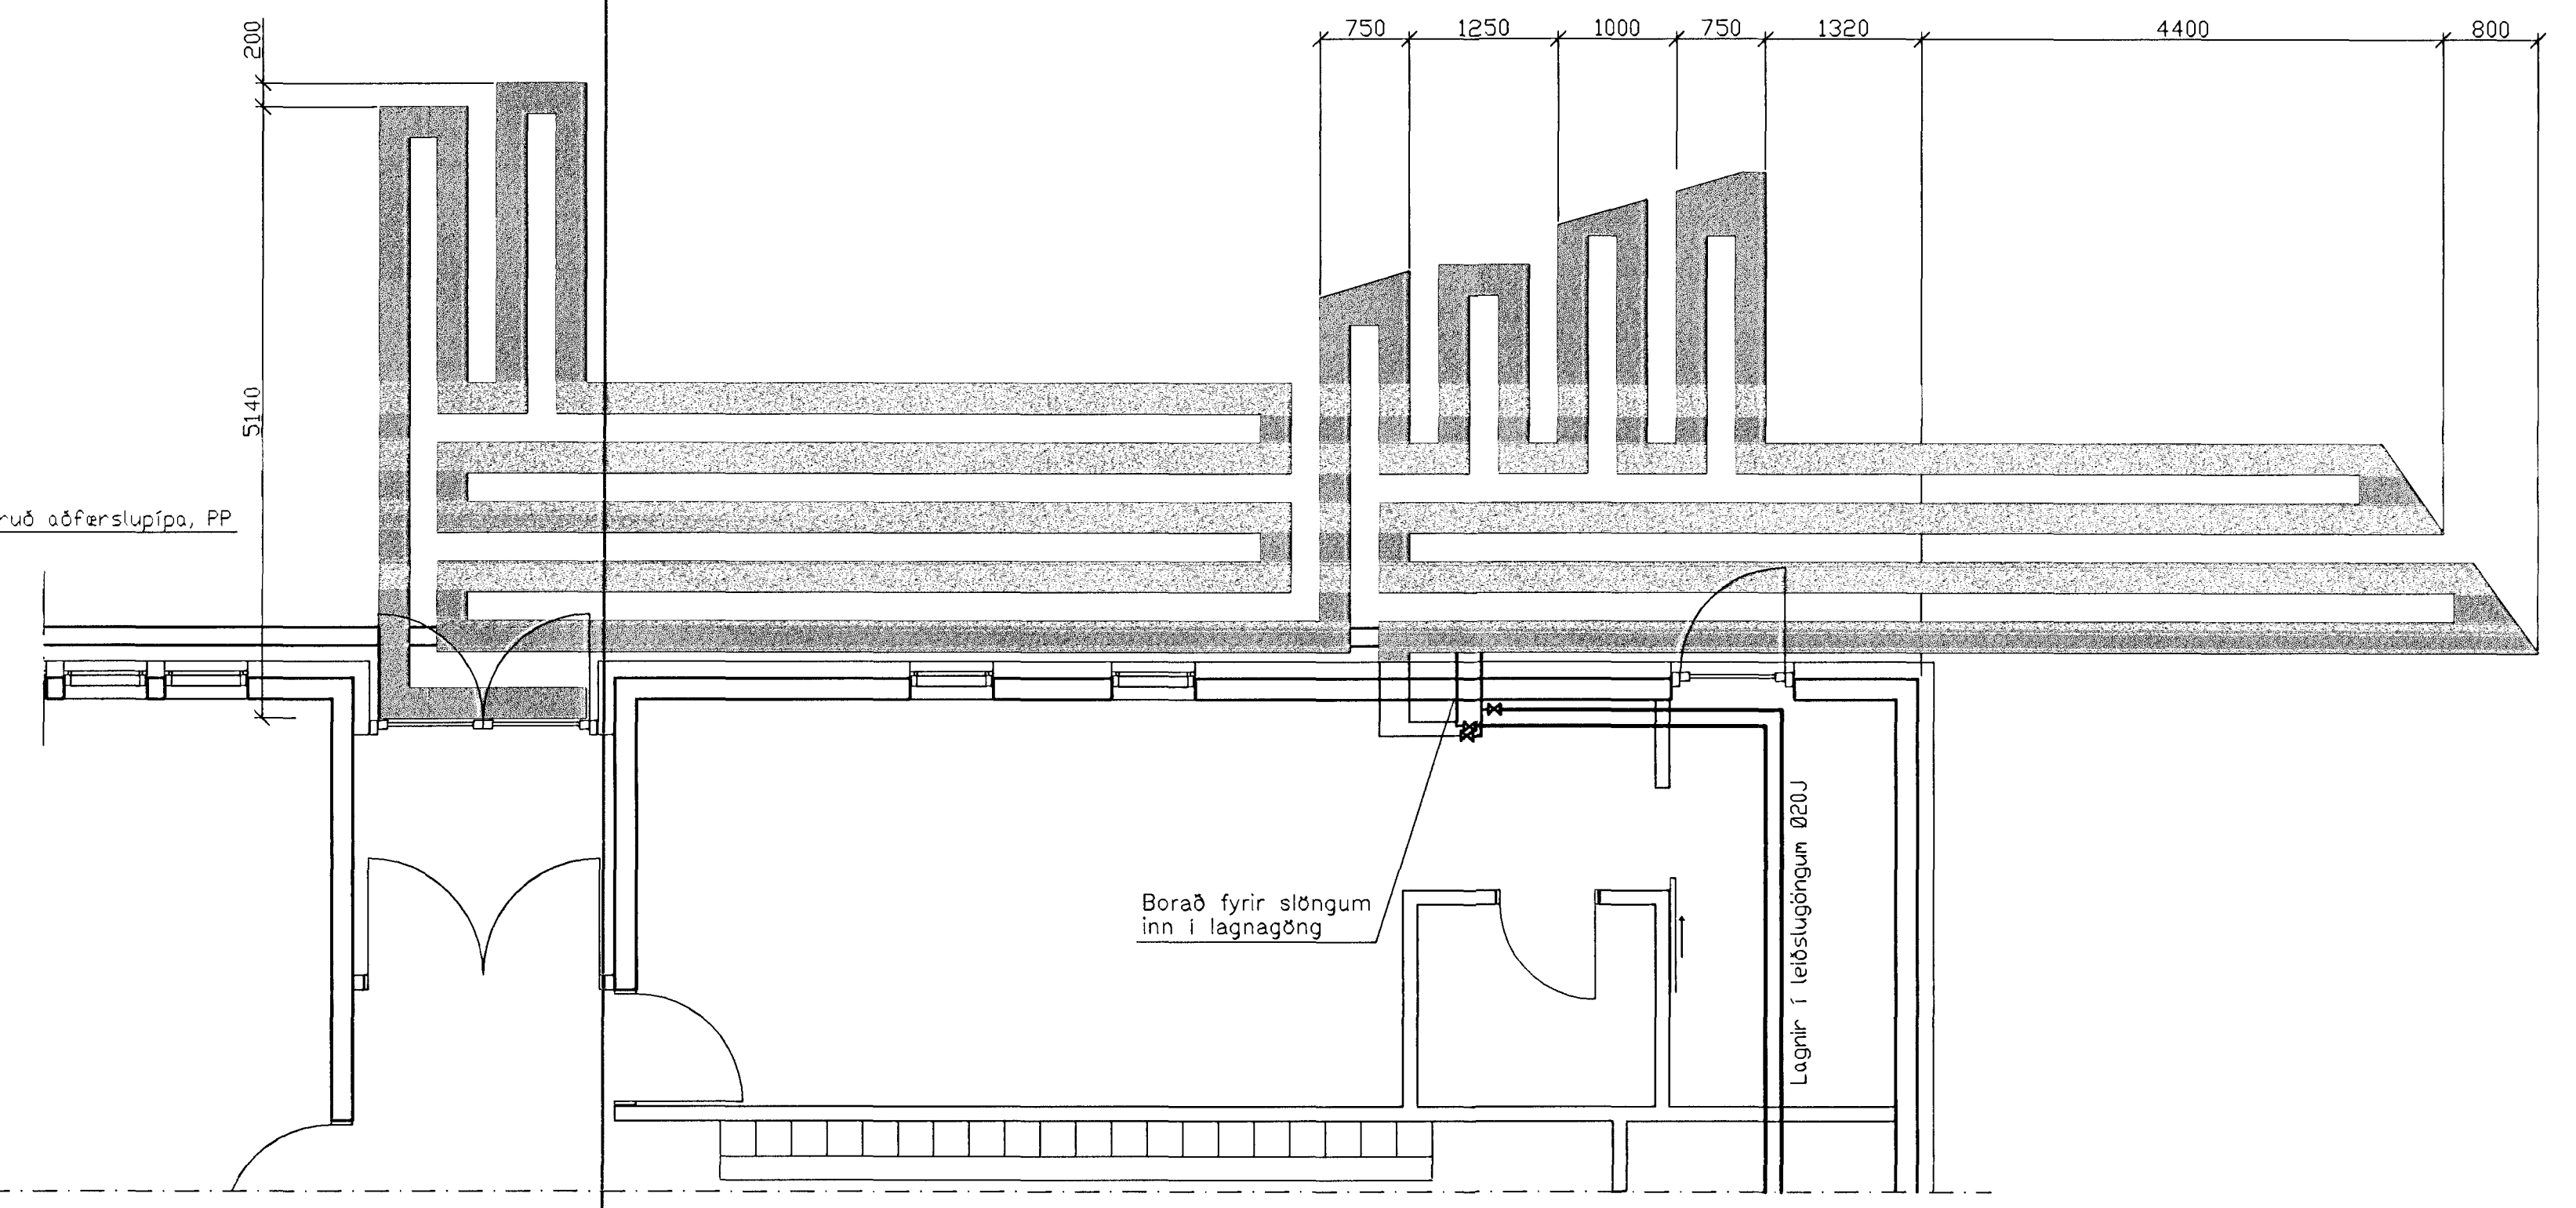 750 1250 1000 750 1320 4400 800
200
5140
aðfærslupípa, PP
Borað fyrir slöngum
inn í lagnagöng
Lagnir í leiðslugöngum Ø20J